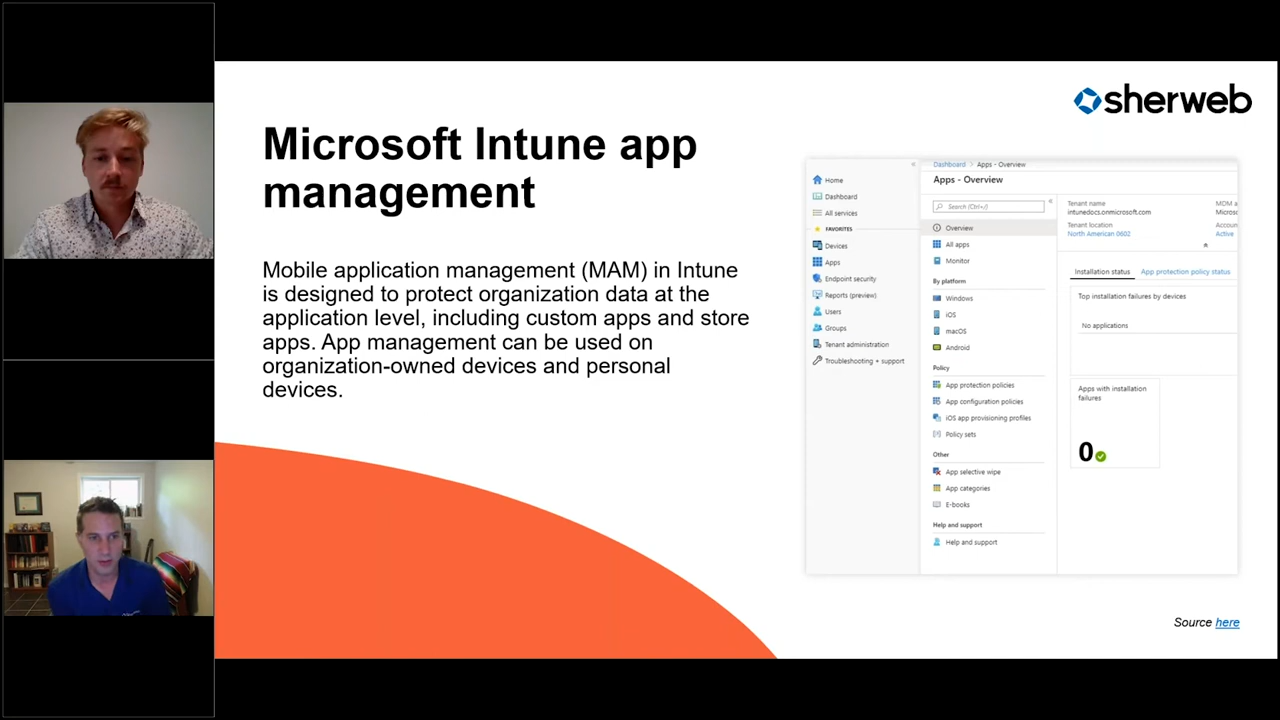 sherweb
Microsoft Intune app
management
Mobile application management (MAM) in Intune
is designed to protect organization data at the
application level, including custom apps and store
apps. App management can be used on
organization-owned devices and personal
devices.
Home
Dashboard
All services
FAVORITES
Devices
Apps
Endpoint security
Reports (preview)
Users
Groups
Tenant administration
Troubleshooting + support
Dashboard > Apps - Overview
Apps - Overview
Search (Ctrl+/)
Overview
All apps
Monitor
By platform
Windows
iOS
macOS
Android
Policy
App protection policies
App configuration policies
iOS app provisioning profiles
Policy sets
Other
App selective wipe
App categories
E-books
Help and support
Help and support
Tenant name
intunedocs.onmicrosoft.com
Tenant location
North American 0602
MDM a
Microso
Accoun
Active
Installation status
App protection policy status
Top installation failures by devices
No applications
Apps with installation
failures
0
Source here